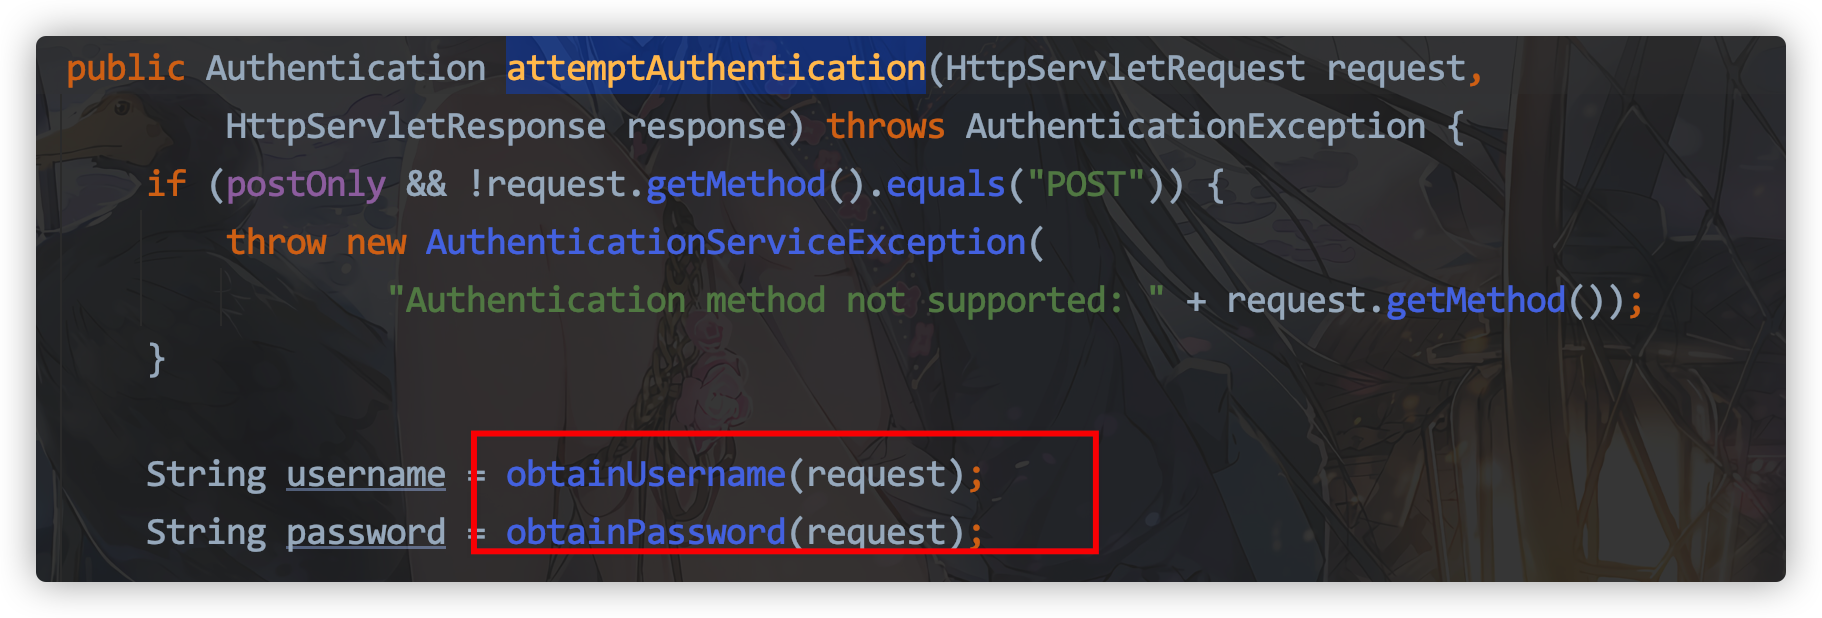 public Authentication attemptAuthentication(HttpServletRequest request,
HttpServletResponse response) throws AuthenticationException {
if (postOnly && !request.getMethod().equals("POST")) {
throw new AuthenticationServiceException(
"Authentication method not supported: " + request.getMethod());
}
String username = obtainUsername(request);
String password = obtainPassword(request);